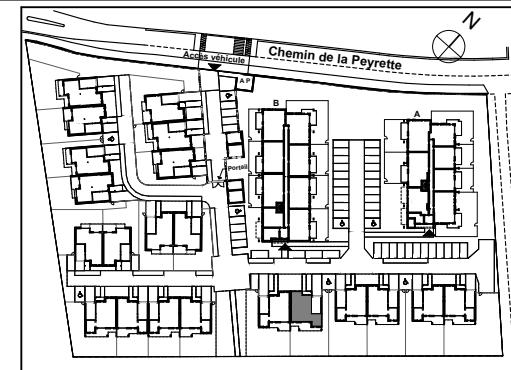 N
Chemin de la Peyrette
Accès véhicule
A P
B
A
Portail